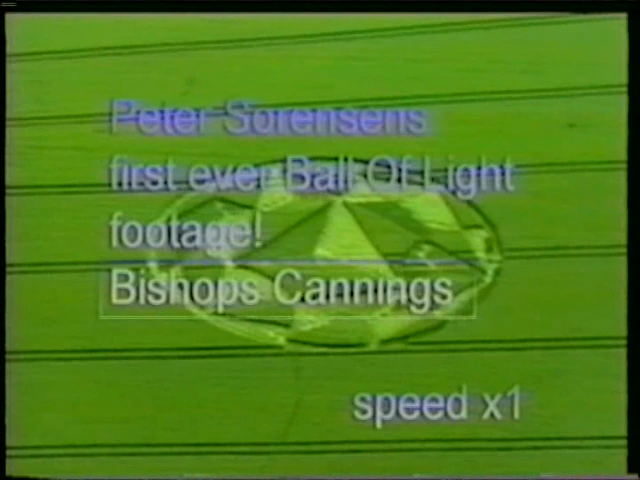 Peter Sorensens
first ever Ball Of Light
footage!
Bishops Cannings
speed x1